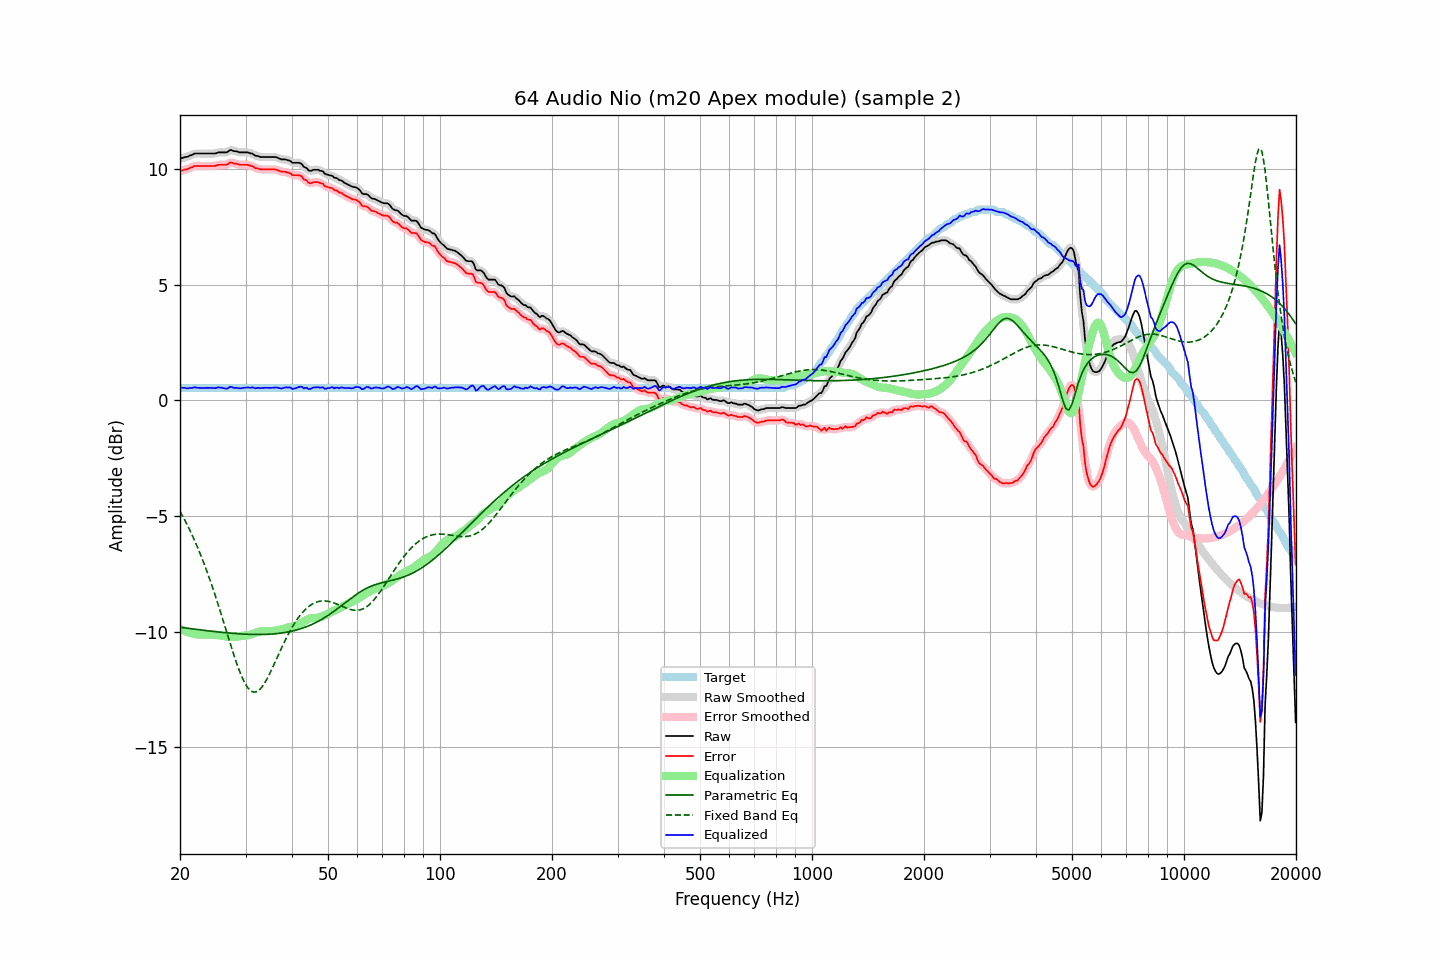 64 Audio Nio (m20 Apex module) (sample 2)
Amplitude (dBr)
10
5
0
−5
−10
−15
20
50
100
200
500
1000
2000
5000
10000
20000
Frequency (Hz)
Target
Raw Smoothed
Error Smoothed
Raw
Error
Equalization
Parametric Eq
Fixed Band Eq
Equalized